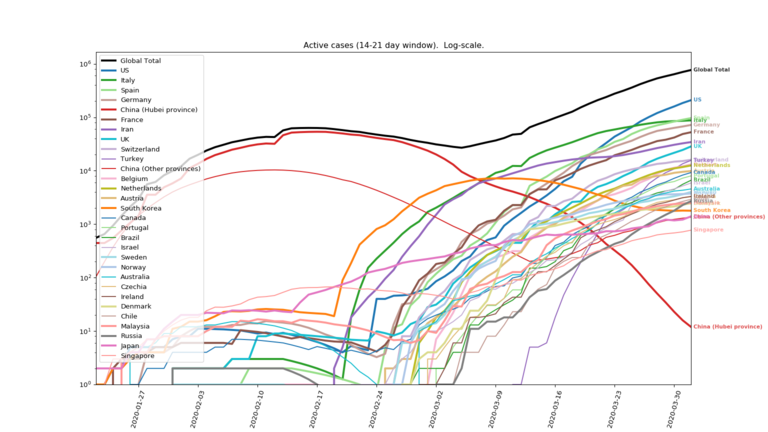 Active cases (14-21 day window).  Log-scale.
10⁶
10⁵
10⁴
10³
10²
10¹
10⁰
Global Total
US
Italy
Spain
Germany
China (Hubei province)
France
Iran
UK
Switzerland
Turkey
China (Other provinces)
Belgium
Netherlands
Austria
South Korea
Canada
Portugal
Brazil
Israel
Sweden
Norway
Australia
Czechia
Ireland
Denmark
Chile
Malaysia
Russia
Japan
Singapore
Global Total
US
Italy
Germany
France
Iran
UK
Turkey
Netherlands
Canada
Brazil
Australia
Russia
South Korea
China (Other provinces)
Singapore
China (Hubei province)
2020-01-27
2020-02-03
2020-02-10
2020-02-17
2020-02-24
2020-03-02
2020-03-09
2020-03-16
2020-03-23
2020-03-30